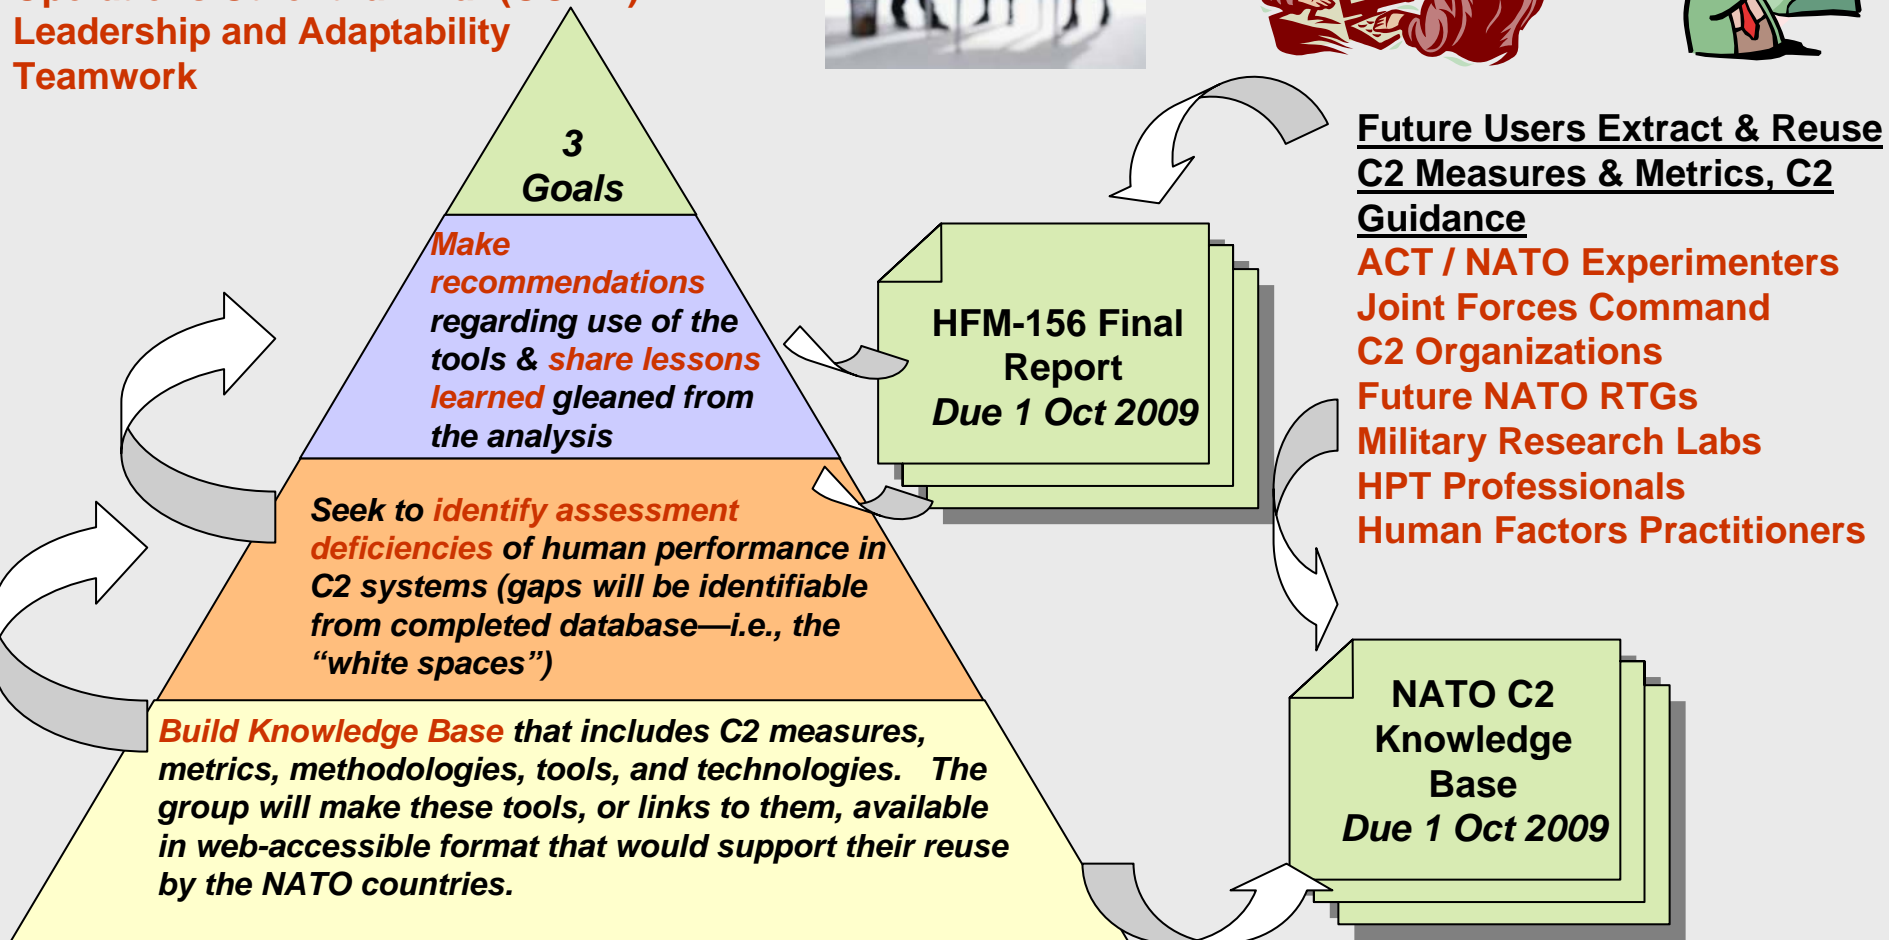 Leadership and Adaptability
Teamwork
3
Goals
Make
recommendations
regarding use of the
tools & share lessons
learned gleaned from
the analysis
Seek to identify assessment
deficiencies of human performance in
C2 systems (gaps will be identifiable
from completed database—i.e., the
“white spaces”)
Build Knowledge Base that includes C2 measures,
metrics, methodologies, tools, and technologies. The
group will make these tools, or links to them, available
in web-accessible format that would support their reuse
by the NATO countries.
HFM-156 Final
Report
Due 1 Oct 2009
Future Users Extract & Reuse
C2 Measures & Metrics, C2
Guidance
ACT / NATO Experimenters
Joint Forces Command
C2 Organizations
Future NATO RTGs
Military Research Labs
HPT Professionals
Human Factors Practitioners
NATO C2
Knowledge
Base
Due 1 Oct 2009